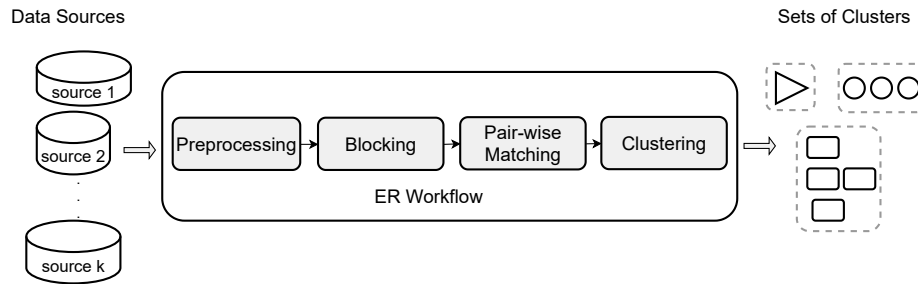 Data Sources
Sets of Clusters
source 1
source 2
.
.
.
source k
Preprocessing
Blocking
Pair-wise
Matching
Clustering
ER Workflow